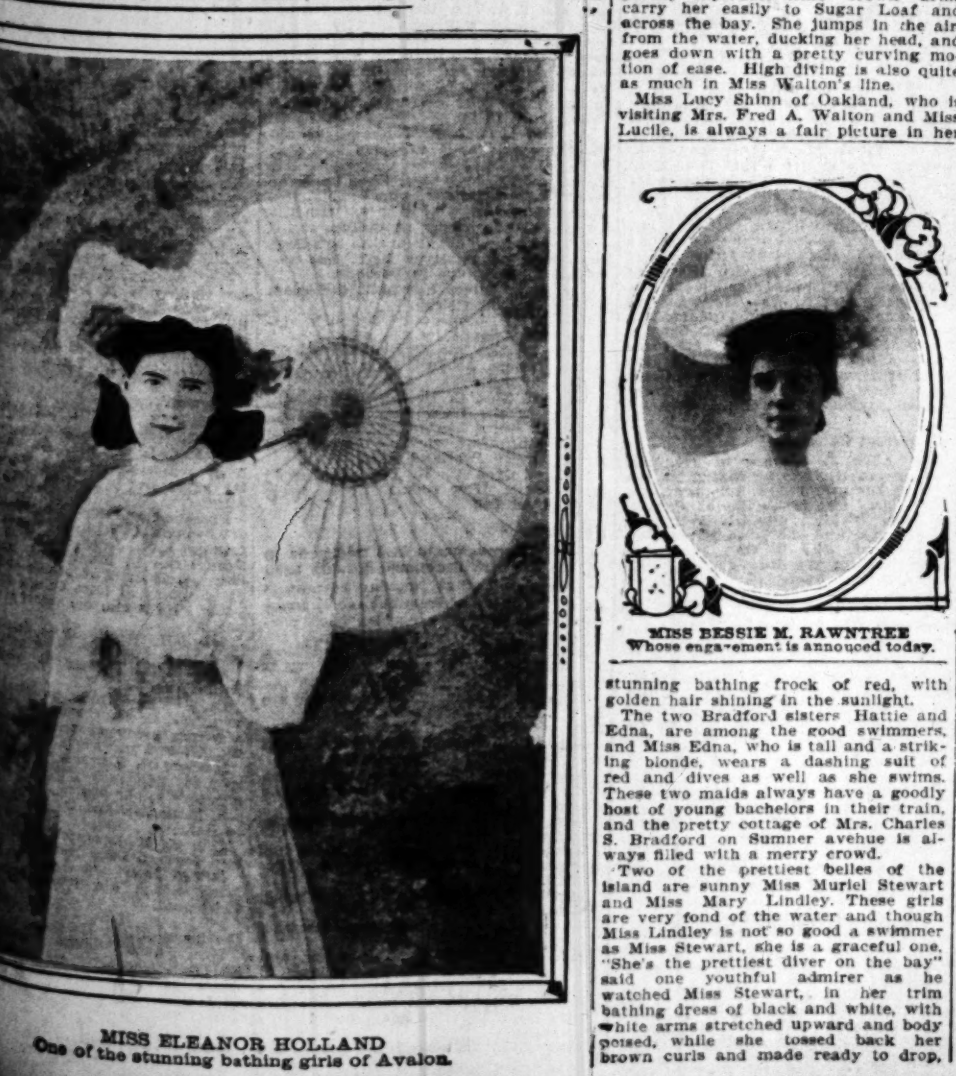 carry her easily to Sugar Loaf and
across the bay. She jumps in the air
from the water, ducking her head, and
goes down with a pretty curving mo-
tion of ease. High diving is also quite
as much in Miss Walton's line.
Miss Lucy Shinn of Oakland, who is
visiting Mrs. Fred A. Walton and Miss
Lucile, is always a fair picture in her
MISS BESSIE M. RAWNTREE
Whose engagement is annouced today.
stunning bathing frock of red, with
golden hair shining in the sunlight.
The two Bradford sisters Hattie and
Edna, are among the good swimmers,
and Miss Edna, who is tall and a strik-
ing blonde, wears a dashing suit of
red and dives as well as she swims.
These two maids always have a goodly
host of young bachelors in their train,
and the pretty cottage of Mrs. Charles
S. Bradford on Sumner avehue is al-
ways filled with a merry crowd.
Two of the prettiest belles of the
island are sunny Miss Muriel Stewart
and Miss Mary Lindley. These girls
are very fond of the water and though
Miss Lindley is not so good a swimmer
as Miss Stewart, she is a graceful one.
"She's the prettiest diver on the bay"
said one youthful admirer as he
watched Miss Stewart, in her trim
bathing dress of black and white, with
white arms stretched upward and body
poised, while she tossed back her
brown curls and made ready to drop,
MISS ELEANOR HOLLAND
One of the stunning bathing girls of Avalon.